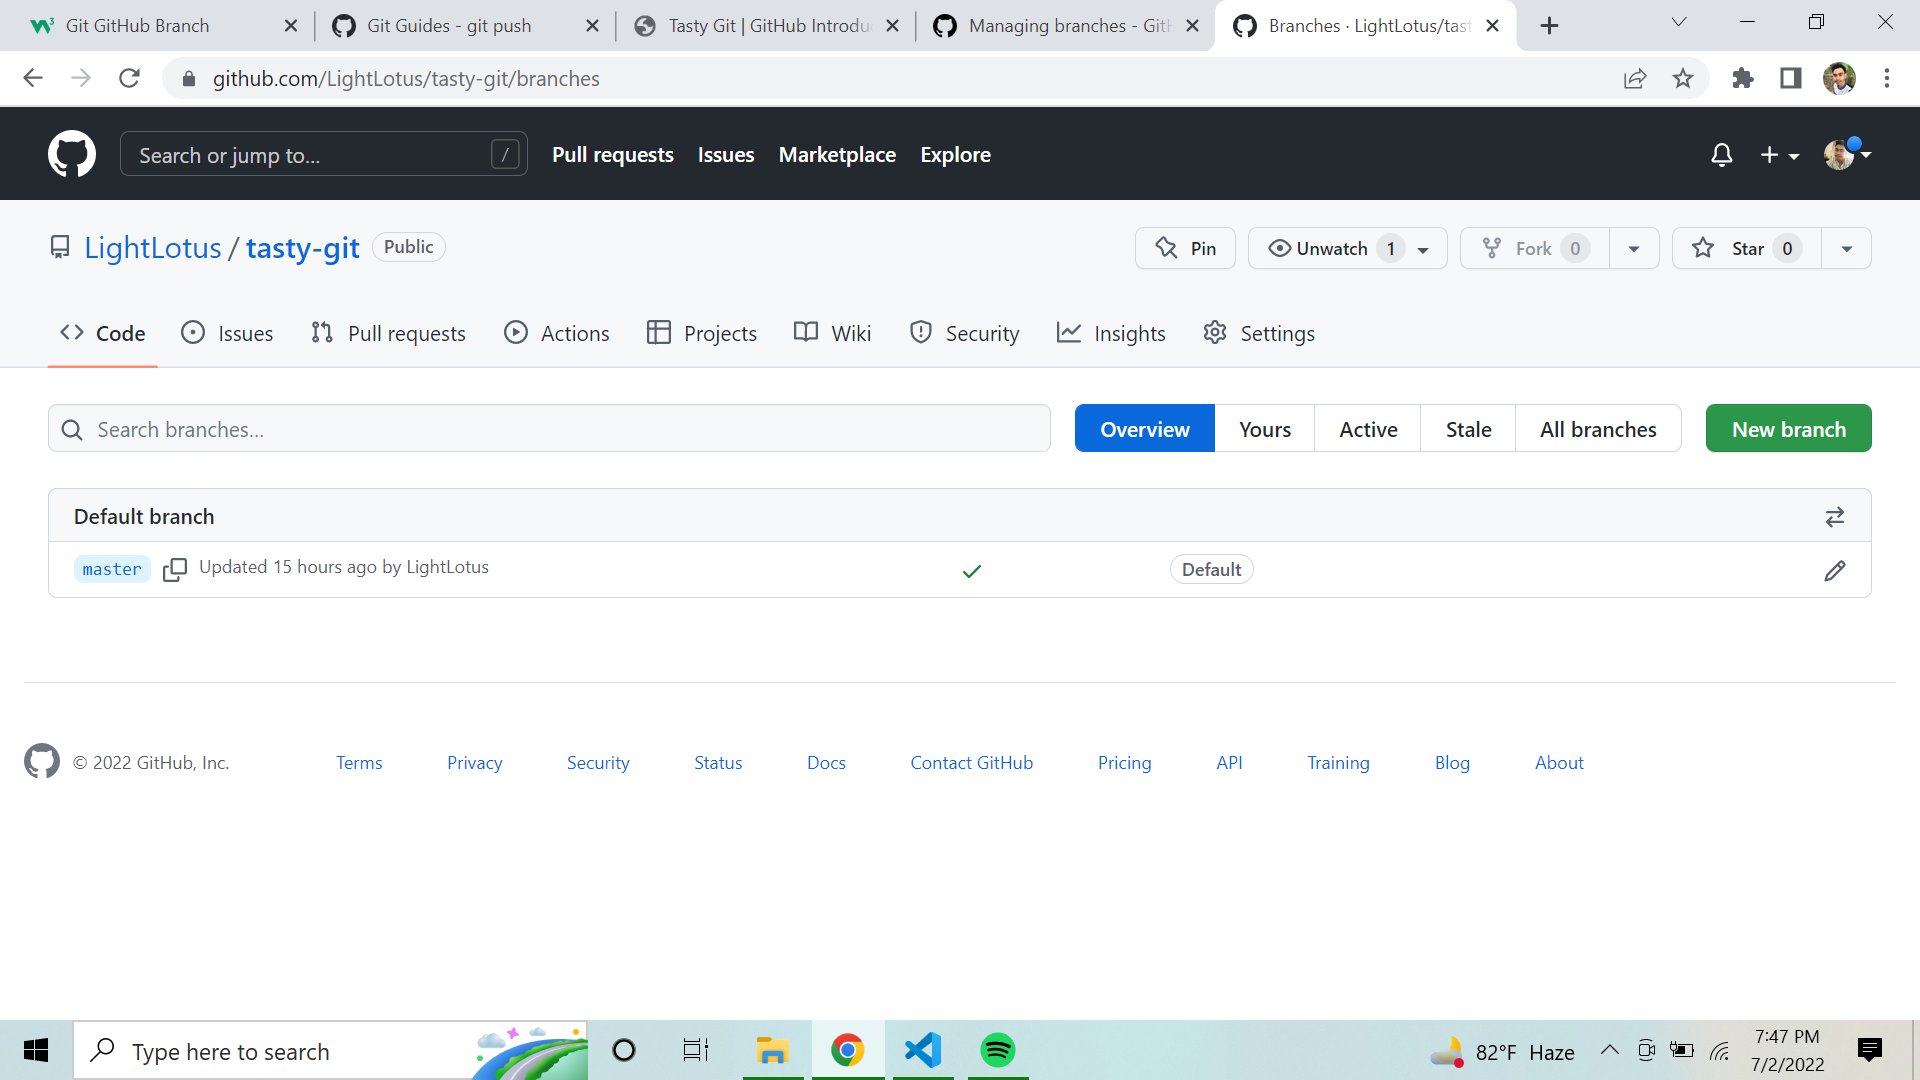 Git GitHub Branch
Git Guides - git push
Tasty Git | GitHub Introdu
Managing branches - GitH
Branches · LightLotus/tast
github.com/LightLotus/tasty-git/branches
Search or jump to... /
Pull requests Issues Marketplace Explore
LightLotus / tasty-git Public
Pin Unwatch 1 Fork 0 Star 0
Code Issues Pull requests Actions Projects Wiki Security Insights Settings
Search branches...
Overview Yours Active Stale All branches New branch
Default branch
master Updated 15 hours ago by LightLotus Default
© 2022 GitHub, Inc. Terms Privacy Security Status Docs Contact GitHub Pricing API Training Blog About
Type here to search
82°F Haze
7:47 PM
7/2/2022